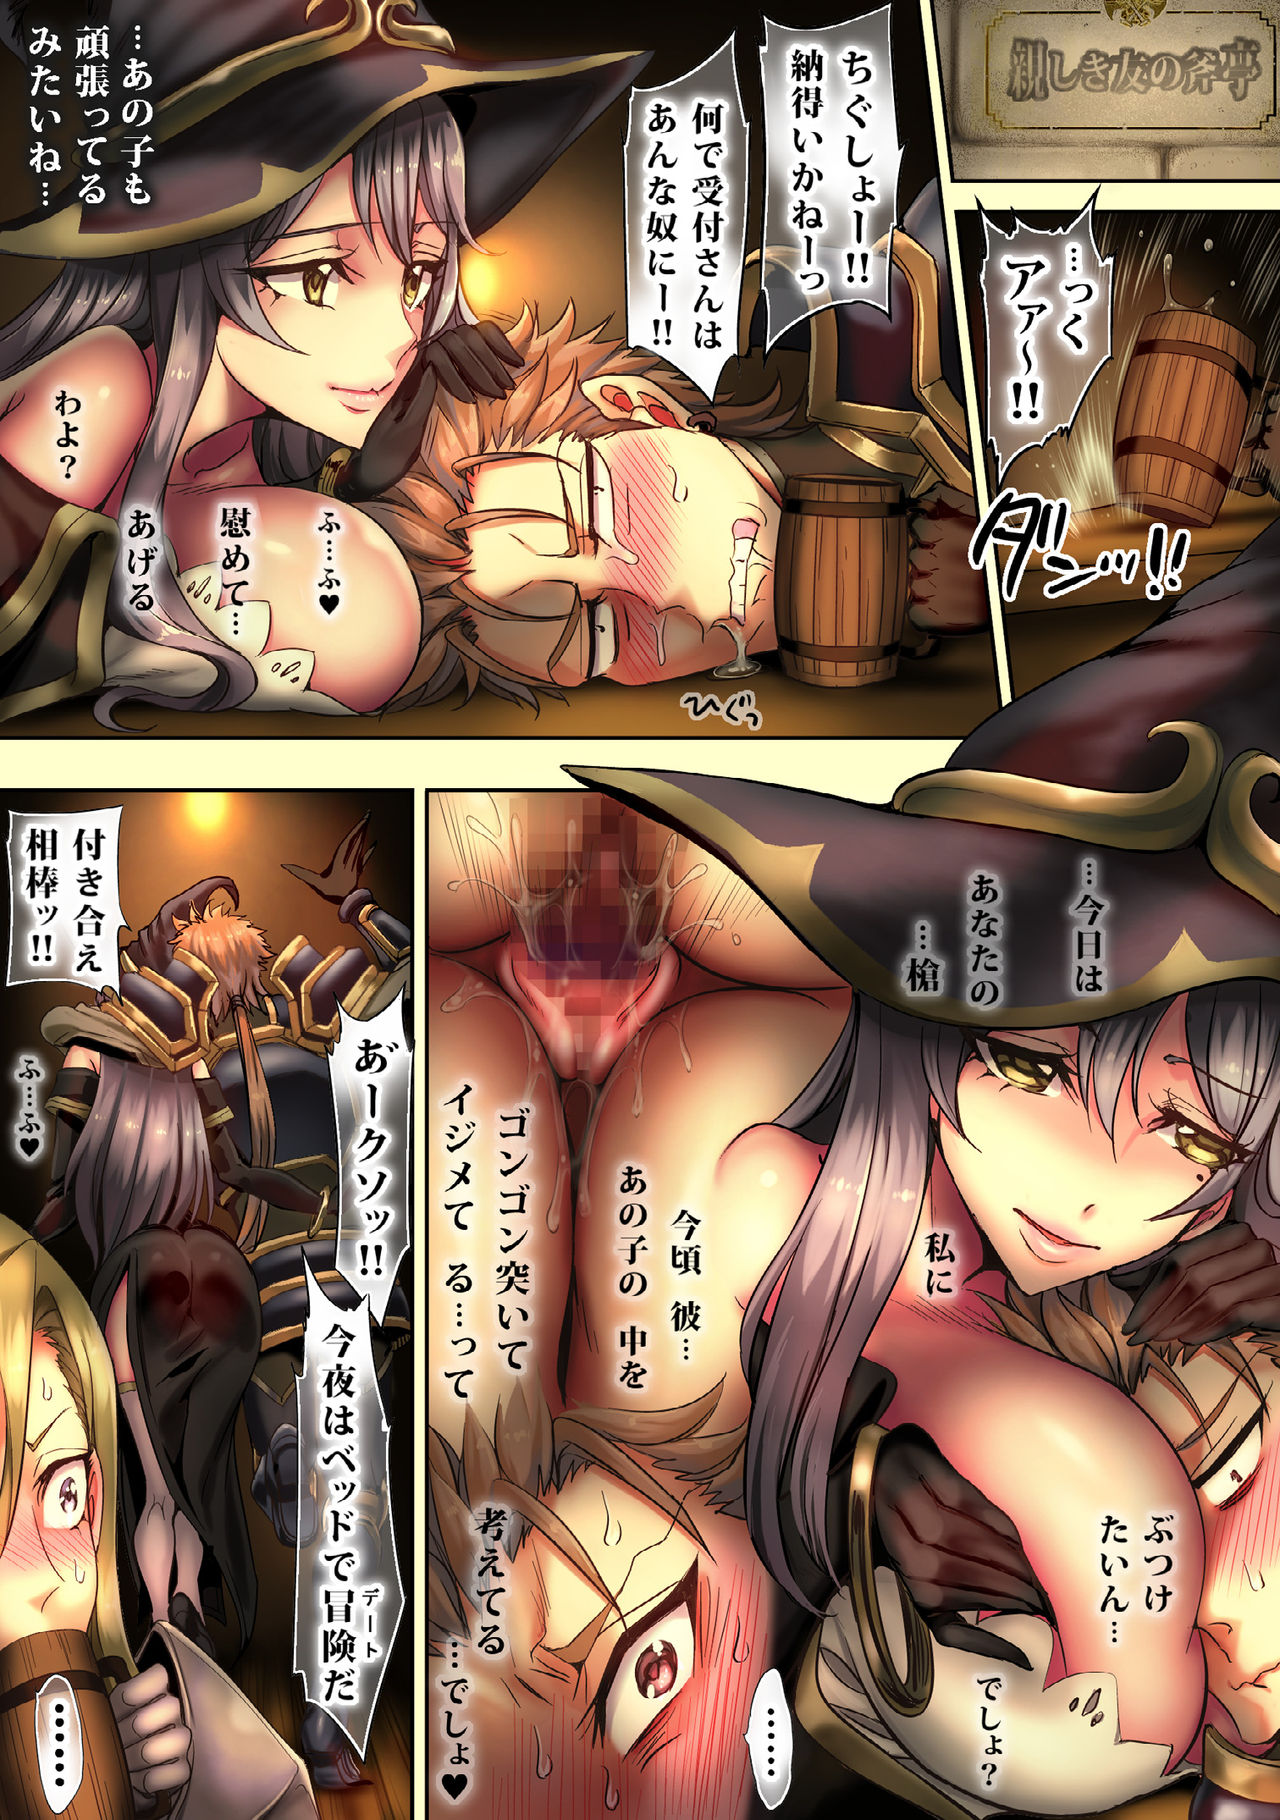 親しき友の斧亭
…つく
アァ～!!
ダンッ!!
ちぐしょー!!
納得いかねーっ
何で受付さんは
あんな奴にー!!
ひぐっ
…あの子も
頑張ってる
みたいね…
ふ…ふ♥
慰めて…
あげる
わよ？
…今日は
あなたの
…槍
私に
ぶつけ
たいん…
でしょ？
今頃 彼…
あの子の 中を
ゴンゴン突いて
イジメて る…って
考えてる
…でしょ♥
……
付き合え
相棒ッ!!
あ゛ークソッ!!
ふ…ふ♥
今夜はベッドで冒険だ
デート
……